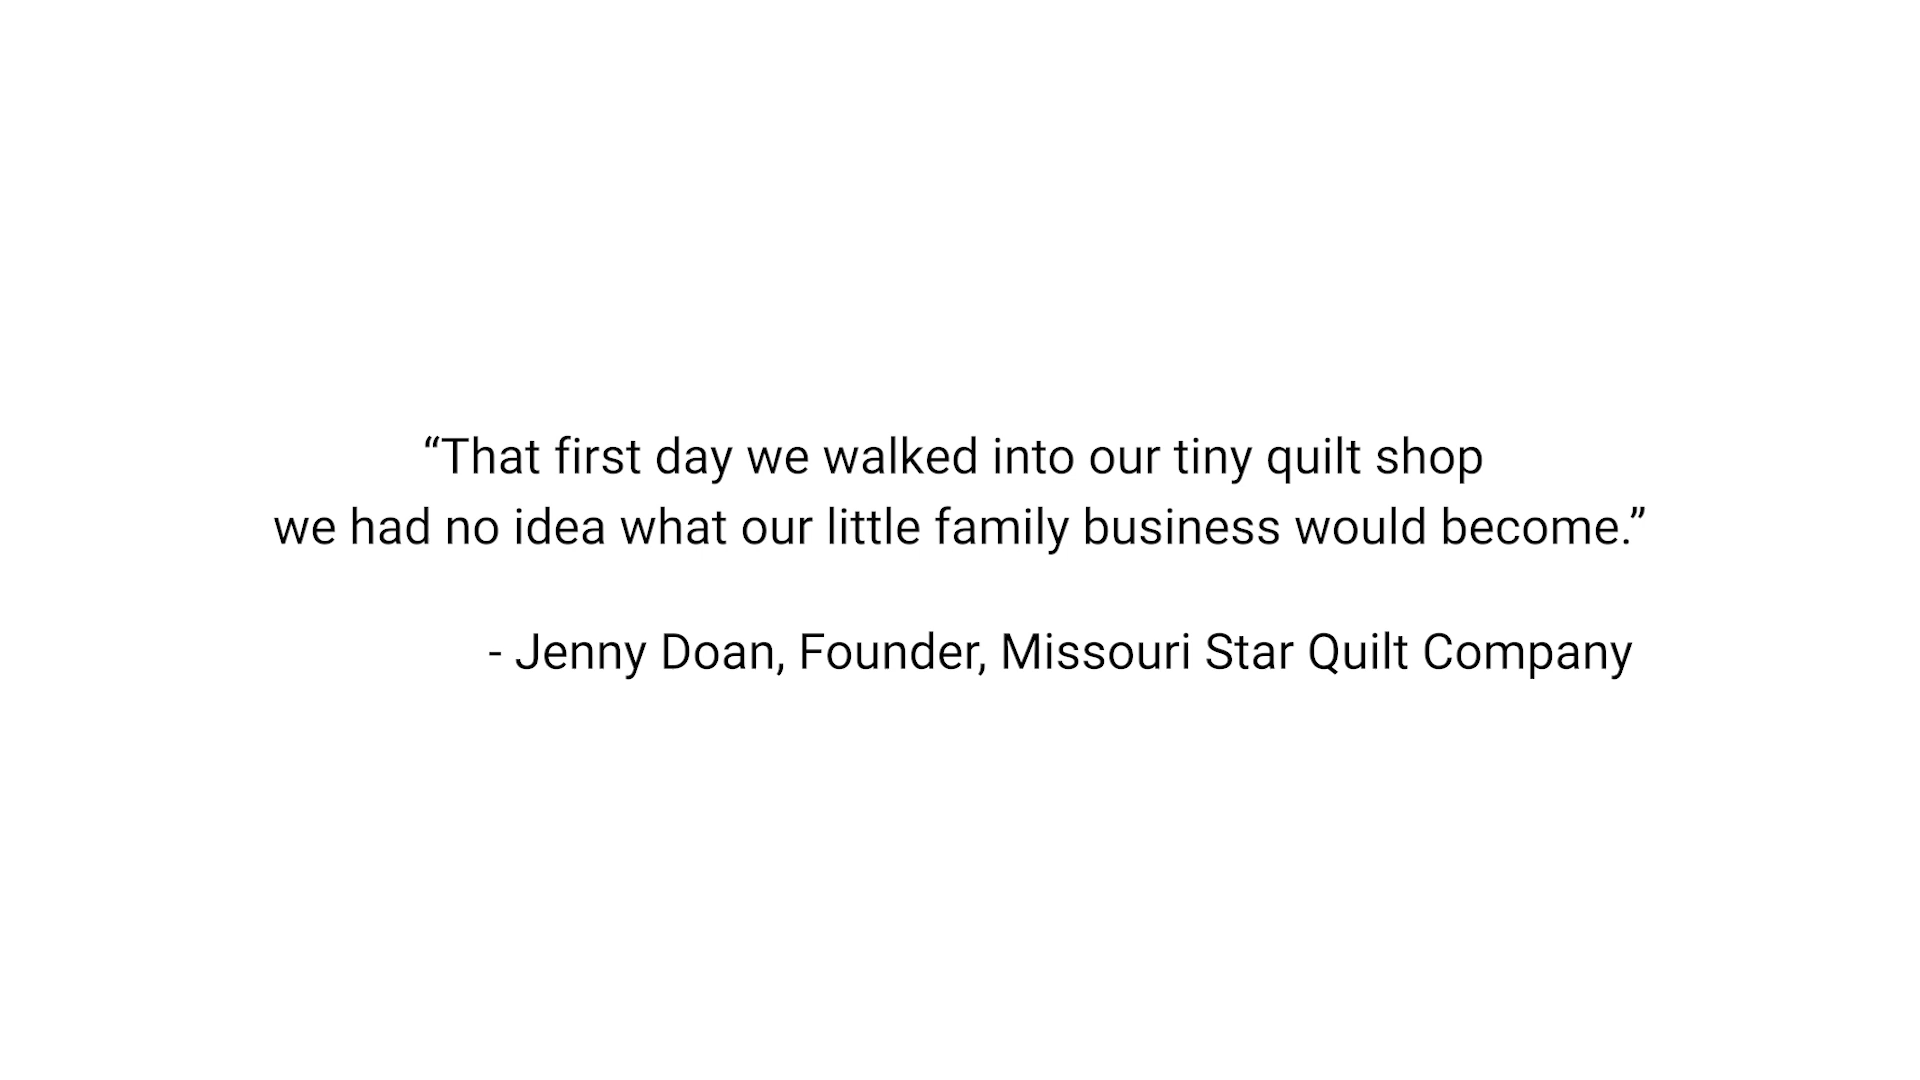 “That first day we walked into our tiny quilt shop
we had no idea what our little family business would become.”
- Jenny Doan, Founder, Missouri Star Quilt Company